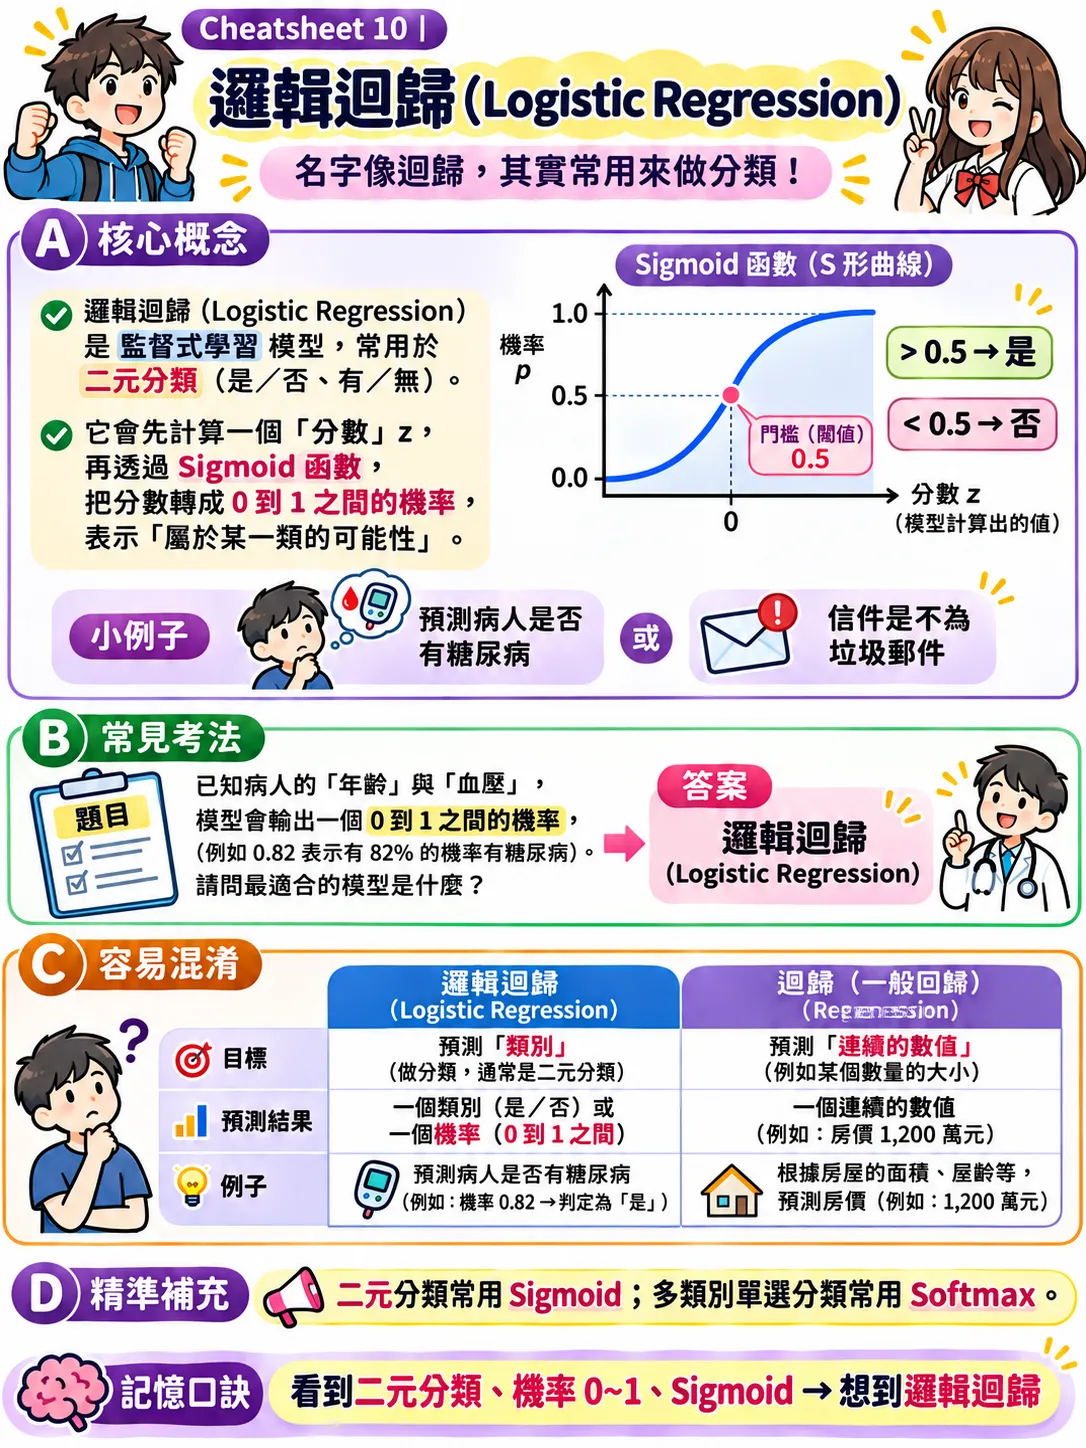 Cheatsheet 10 |
邏輯迴歸 (Logistic Regression)
名字像迴歸，其實常用來做分類！
A 核心概念
邏輯迴歸 (Logistic Regression)
是 監督式學習 模型，常用於
二元分類（是／否、有／無）。
它會先計算一個「分數」z，
再透過 Sigmoid 函數，
把分數轉成 0 到 1 之間的機率，
表示「屬於某一類的可能性」。
Sigmoid 函數（S 形曲線）
機率
p
1.0
0.5
0.0
0
門檻（閾值）
0.5
> 0.5 → 是
< 0.5 → 否
分數 z
（模型計算出的值）
小例子
預測病人是否
有糖尿病
或
信件是不為
垃圾郵件
B 常見考法
題目
已知病人的「年齡」與「血壓」，
模型會輸出一個 0 到 1 之間的機率，
（例如 0.82 表示有 82% 的機率有糖尿病）。
請問最適合的模型是什麼？
答案
邏輯迴歸
(Logistic Regression)
C 容易混淆
?
邏輯迴歸
(Logistic Regression)
迴歸（一般回歸）
目標
預測「類別」
（做分類，通常是二元分類）
預測「連續的數值」
（例如某個數量的大小）
預測結果
一個類別（是／否）或
一個機率（0 到 1 之間）
一個連續的數值
（例如：房價 1,200 萬元）
例子
預測病人是否有糖尿病
（例如：機率 0.82 → 判定為「是」）
根據房屋的面積、屋齡等，
預測房價（例如：1,200 萬元）
D 精準補充
二元分類常用 Sigmoid；多類別單選分類常用 Softmax。
記憶口訣
看到二元分類、機率 0~1、Sigmoid → 想到邏輯迴歸